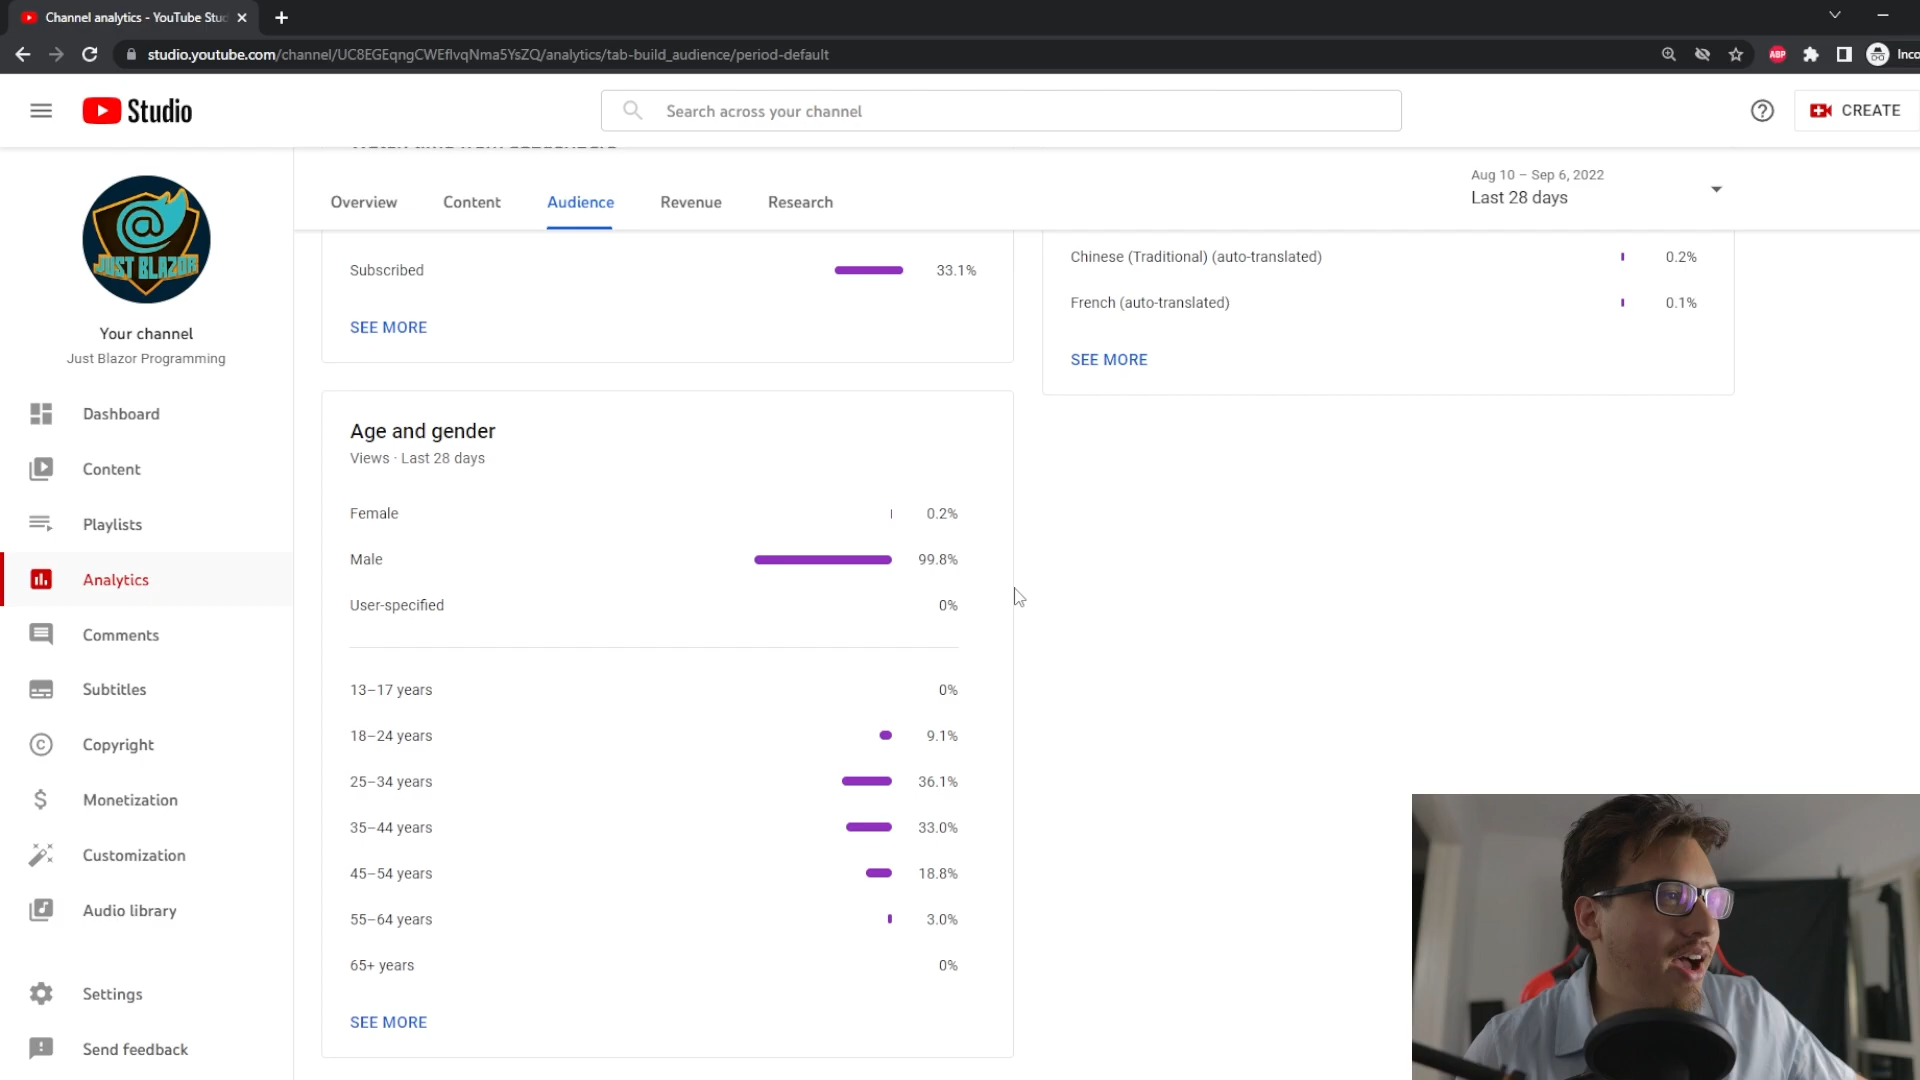 Channel analytics - YouTube Stud
studio.youtube.com/channel/UC8EGEqngCWEflvqNma5YsZQ/analytics/tab-build_audience/period-default
ABP
Inco
Studio
Search across your channel
CREATE
Aug 10 – Sep 6, 2022
Last 28 days
Overview
Content
Audience
Revenue
Research
JUST BLAZOR
Your channel
Just Blazor Programming
Dashboard
Content
Playlists
Analytics
Comments
Subtitles
Copyright
Monetization
Customization
Audio library
Settings
Send feedback
Subscribed 33.1%
SEE MORE
Chinese (Traditional) (auto-translated) 0.2%
French (auto-translated) 0.1%
SEE MORE
Age and gender
Views · Last 28 days
Female 0.2%
Male 99.8%
User-specified 0%
13–17 years 0%
18–24 years 9.1%
25–34 years 36.1%
35–44 years 33.0%
45–54 years 18.8%
55–64 years 3.0%
65+ years 0%
SEE MORE